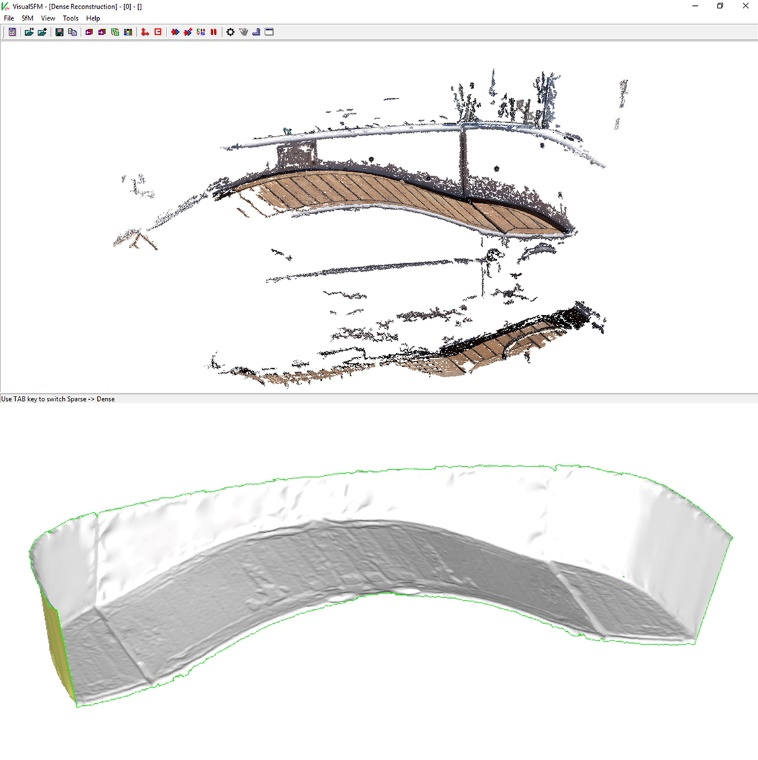 VisualSFM - [Dense Reconstruction] - [0] - []
File SfM View Tools Help
Use TAB key to switch Sparse -> Dense